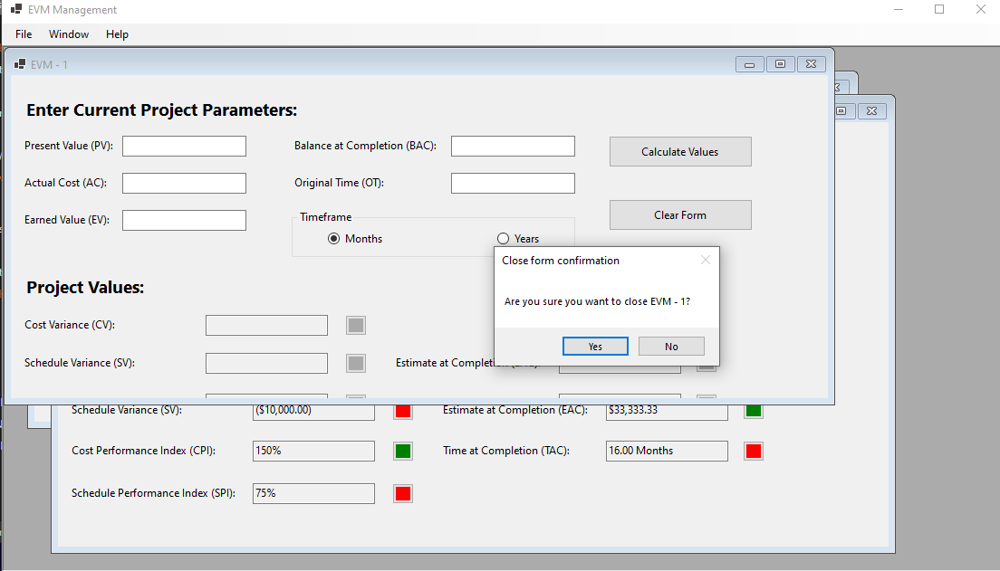 EVM Management
File Window Help
EVM - 1
Enter Current Project Parameters:
Present Value (PV): Balance at Completion (BAC): Calculate Values
Actual Cost (AC): Original Time (OT):
Clear Form
Earned Value (EV): Timeframe
Months Years
Close form confirmation
Are you sure you want to close EVM - 1?
Yes No
Project Values:
Cost Variance (CV):
Schedule Variance (SV): Estimate at Completion
Schedule Variance (SV): ($10,000.00) Estimate at Completion (EAC): $33,333.33
Cost Performance Index (CPI): 150% Time at Completion (TAC): 16.00 Months
Schedule Performance Index (SPI): 75%